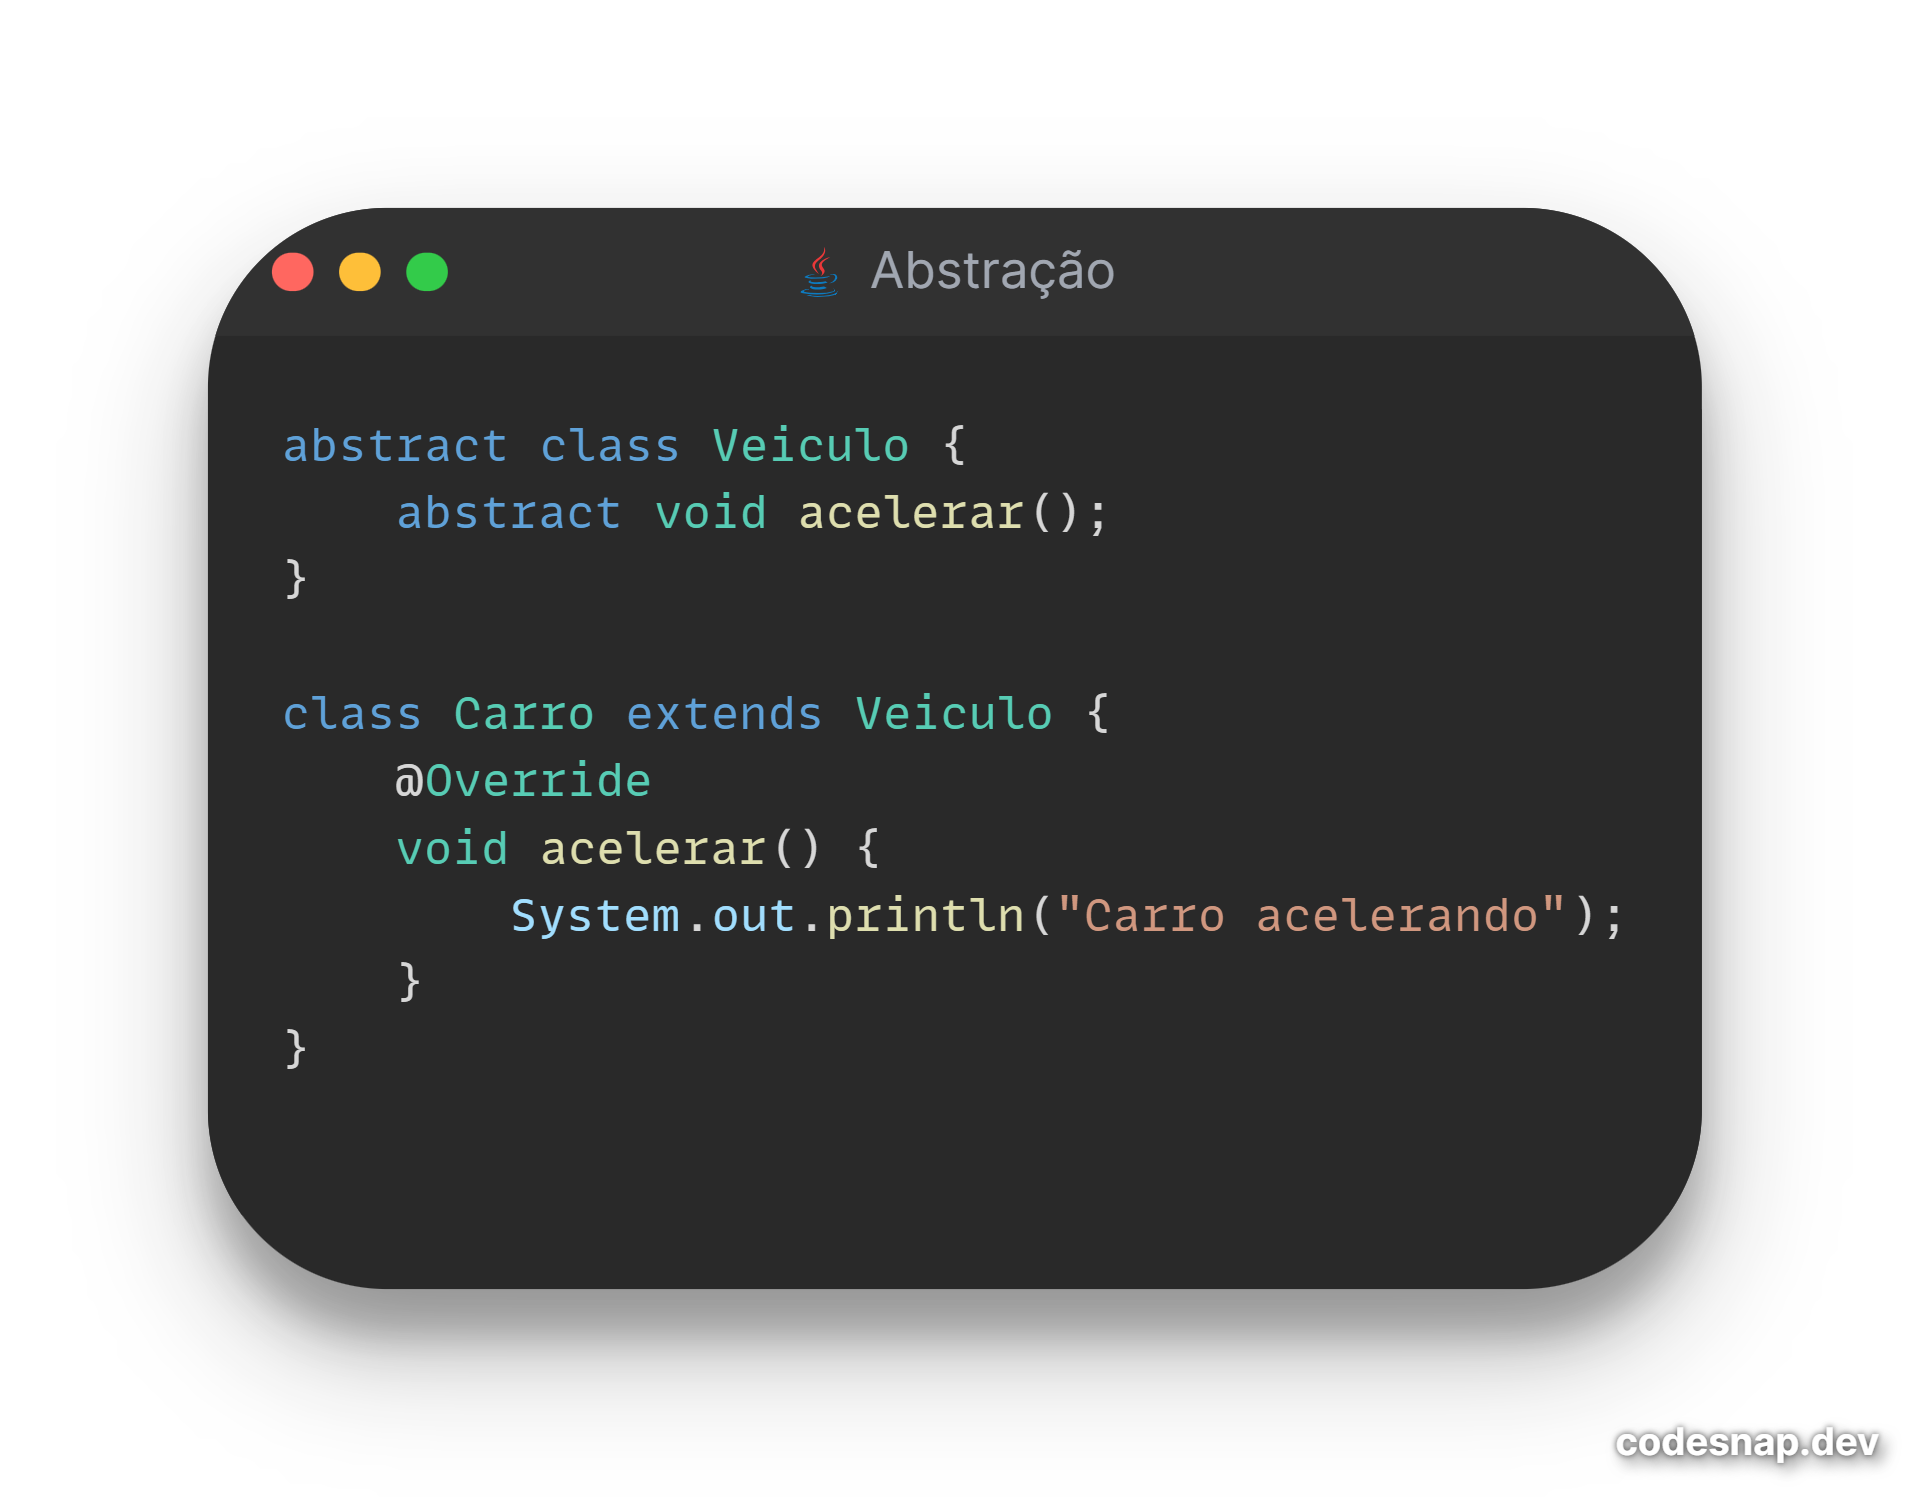 Abstração
abstract class Veiculo {
    abstract void acelerar();
}

class Carro extends Veiculo {
    @Override
    void acelerar() {
        System.out.println("Carro acelerando");
    }
}
codesnap.dev